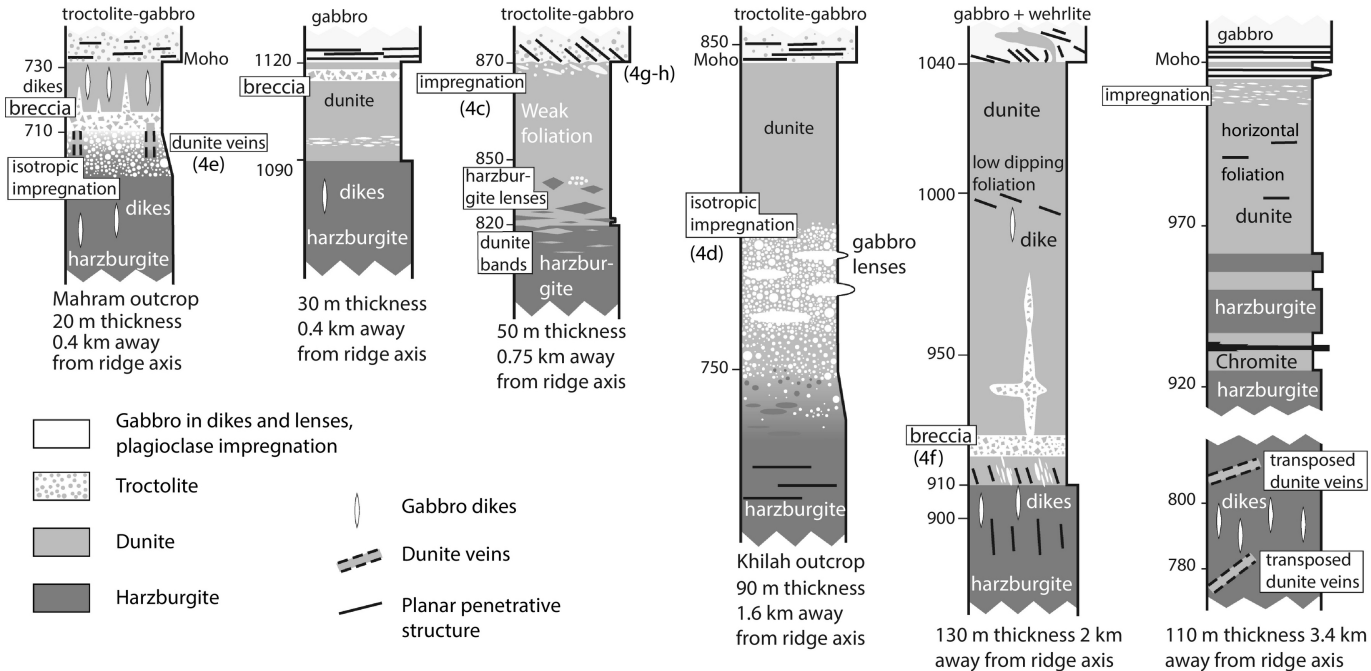 troctolite-gabbro
Moho
730
dikes
breccia
710
dunite veins
(4e)
isotropic
impregnation
dikes
harzburgite
Mahram outcrop
20 m thickness
0.4 km away
from ridge axis
gabbro
1120
breccia
dunite
1090
dikes
harzburgite
30 m thickness
0.4 km away
from ridge axis
troctolite-gabbro
870
(4g-h)
impregnation
(4c)
Weak
foliation
850
harzbur-
gite lenses
820
dunite
bands
harzbur-
gite
50 m thickness
0.75 km away
from ridge axis
troctolite-gabbro
850
Moho
dunite
isotropic
impregnation
(4d)
gabbro
lenses
750
harzburgite
Khilah outcrop
90 m thickness
1.6 km away
from ridge axis
gabbro + wehrlite
1040
dunite
low dipping
foliation
1000
dike
950
breccia
(4f)
910
dikes
900
harzburgite
130 m thickness 2 km
away from ridge axis
gabbro
Moho
impregnation
horizontal
foliation
dunite
970
harzburgite
Chromite
920
harzburgite
transposed
dunite veins
800
dikes
780
transposed
dunite veins
110 m thickness 3.4 km
away from ridge axis
Gabbro in dikes and lenses,
plagioclase impregnation
Troctolite
Dunite
Harzburgite
Gabbro dikes
Dunite veins
Planar penetrative
structure